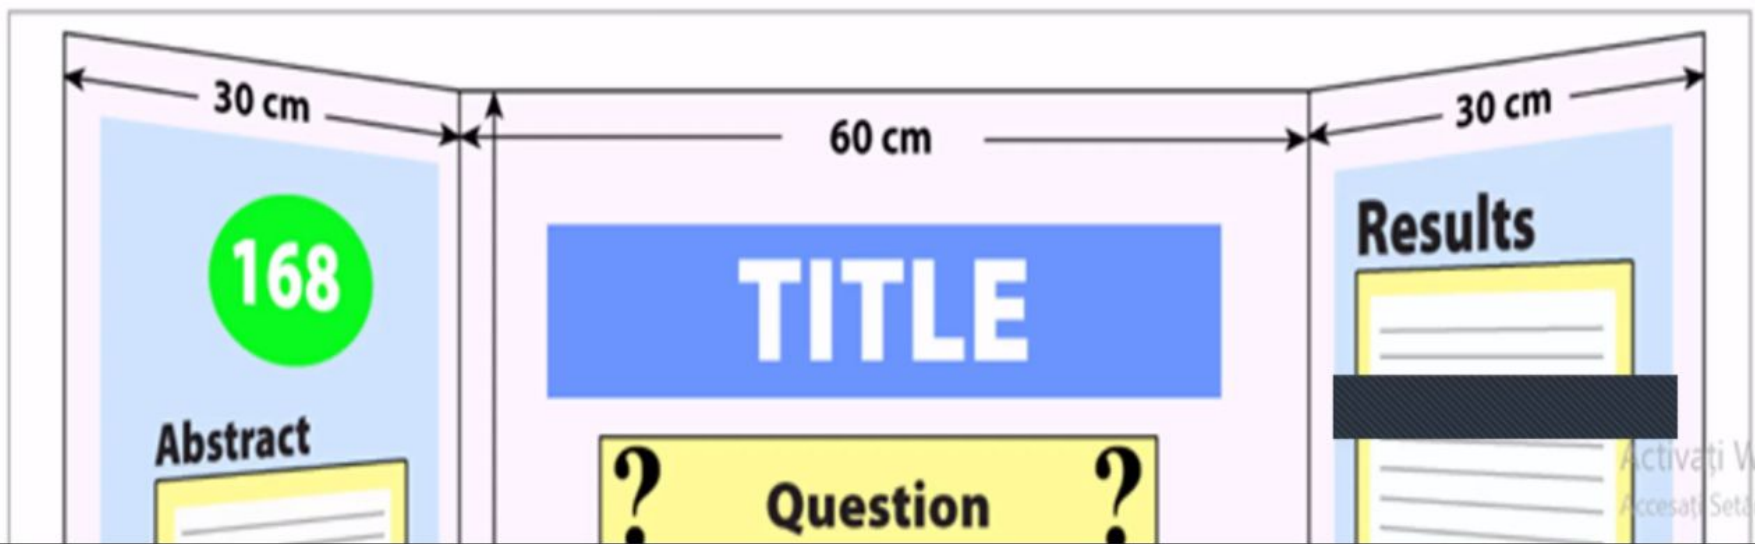 30 cm
60 cm
30 cm
168
Abstract
TITLE
? Question ?
Results
Activați W
Accesați Setă